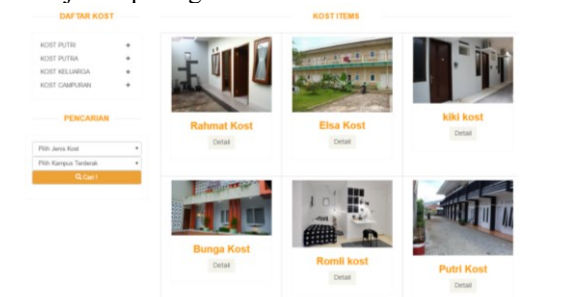 DAFTAR KOST
KOST PUTRI +
KOST PUTRA +
KOST KELUARGA +
KOST CAMPURAN +
PENCARIAN
Pilih Jenis Kost
Pilih Kampus Terderak
Cari !
KOST ITEMS
Rahmat Kost
Detail
Elsa Kost
Detail
kiki kost
Detail
Bunga Kost
Detail
Romli kost
Detail
Putri Kost
Detail